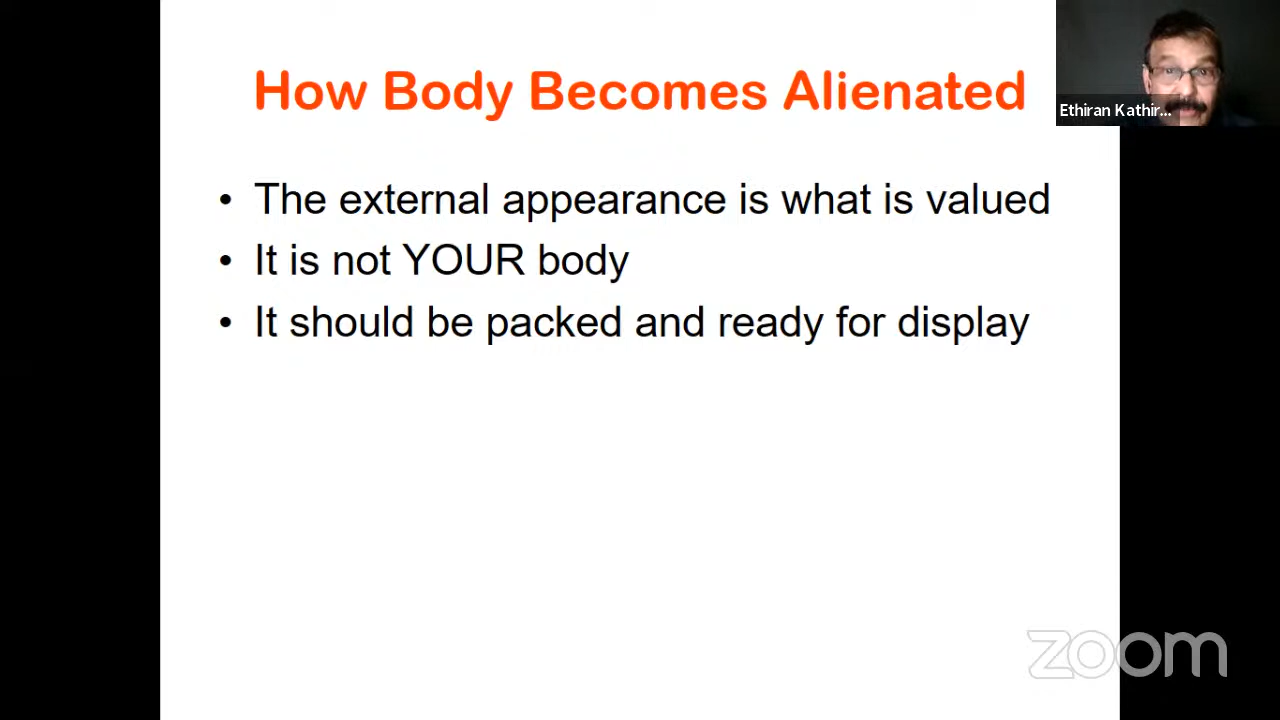 How Body Becomes Alienated
Ethiran Kathir...
• The external appearance is what is valued
• It is not YOUR body
• It should be packed and ready for display
zoom